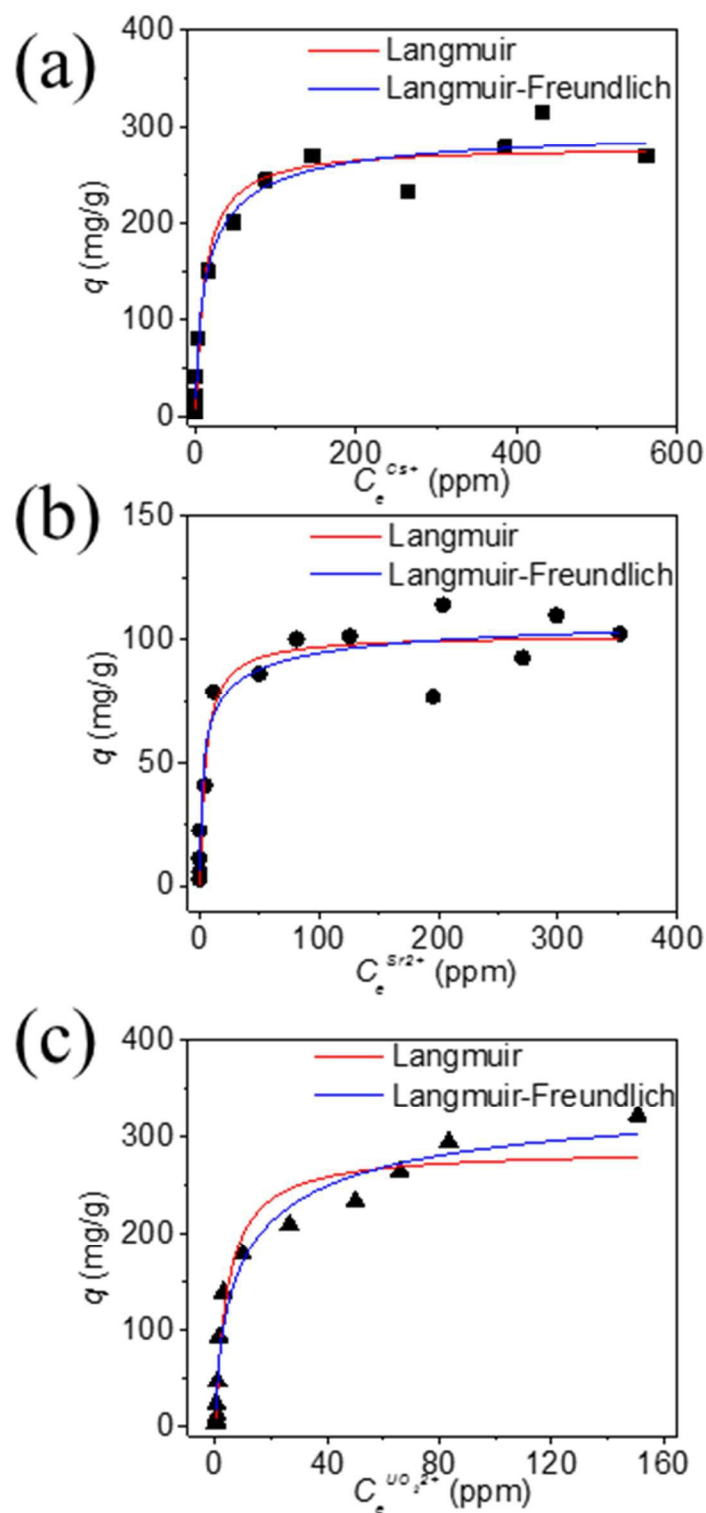 (a)
400
300
200
100
0
q (mg/g)
Langmuir
Langmuir-Freundlich
0 200 400 600
C_e^{Cs+} (ppm)
(b)
150
100
50
0
q (mg/g)
Langmuir
Langmuir-Freundlich
0 100 200 300 400
C_e^{Sr2+} (ppm)
(c)
400
300
200
100
0
q (mg/g)
Langmuir
Langmuir-Freundlich
0 40 80 120 160
C_e^{UO_2 2+} (ppm)